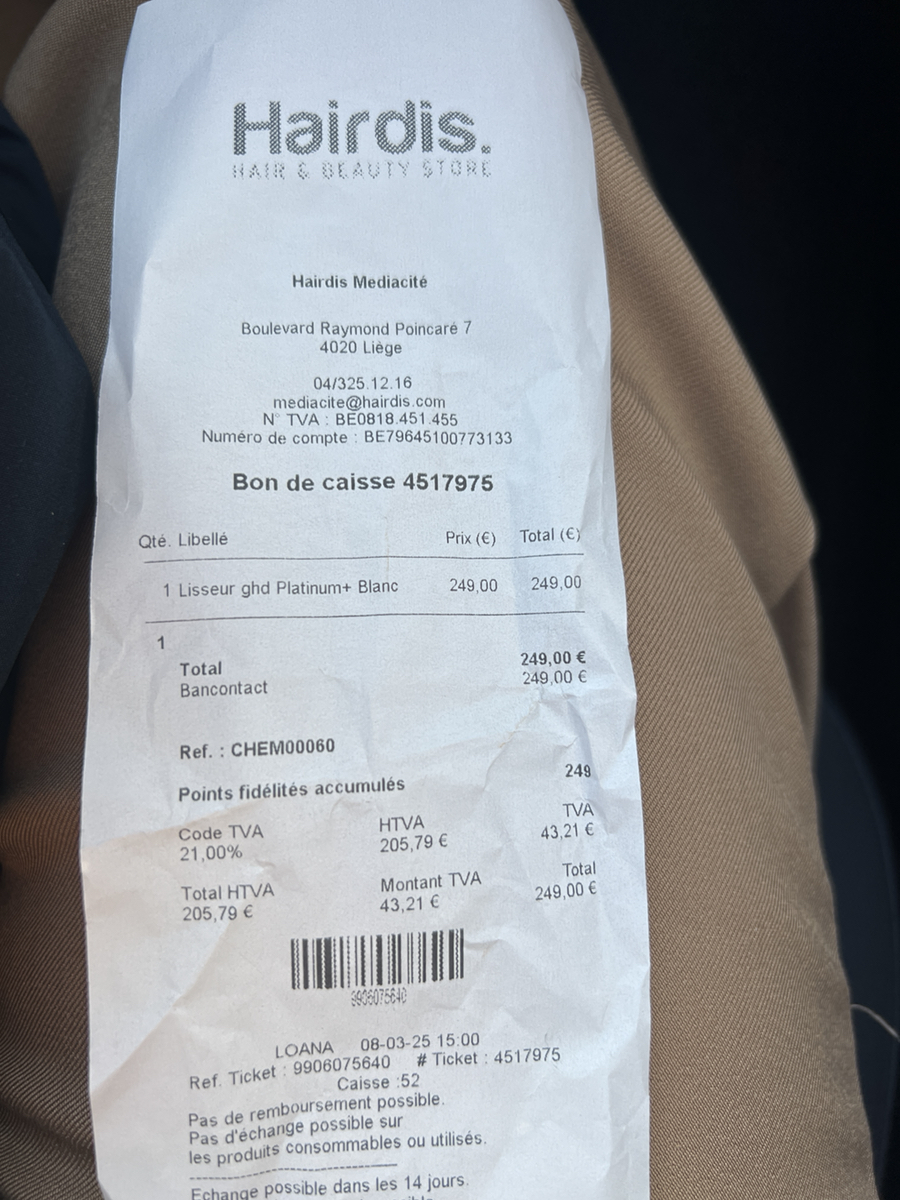 Hairdis.
HAIR & BEAUTY STORE
Hairdis Mediacité
Boulevard Raymond Poincaré 7
4020 Liège
04/325.12.16
mediacite@hairdis.com
N° TVA : BE0818.451.455
Numéro de compte : BE79645100773133
Bon de caisse 4517975
Qté. Libellé Prix (€) Total (€)
1 Lisseur ghd Platinum+ Blanc 249,00 249,00
1
Total 249,00 €
Bancontact 249,00 €
Ref. : CHEM00060
Points fidélités accumulés 249
Code TVA HTVA TVA
21,00% 205,79 € 43,21 €
Total HTVA Montant TVA Total
205,79 € 43,21 € 249,00 €
LOANA 08-03-25 15:00
Ref. Ticket : 9906075640 # Ticket : 4517975
Caisse :52
Pas de remboursement possible.
Pas d'échange possible sur
les produits consommables ou utilisés.
Echange possible dans les 14 jours.